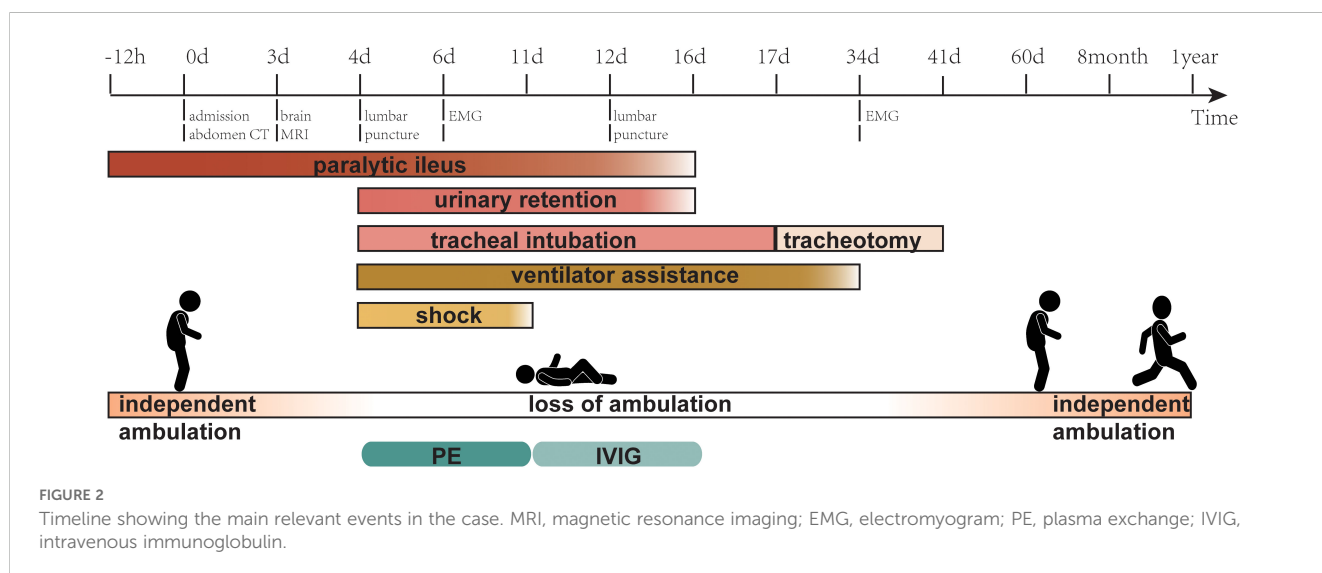 -12h 0d 3d 4d 6d 11d 12d 16d 17d 34d 41d 60d 8month 1year
admission brain lumbar EMG lumbar EMG
abdomen CT MRI puncture puncture
Time
paralytic ileus
urinary retention
tracheal intubation tracheotomy
ventilator assistance
shock
independent loss of ambulation independent
ambulation ambulation
PE IVIG
FIGURE 2
Timeline showing the main relevant events in the case. MRI, magnetic resonance imaging; EMG, electromyogram; PE, plasma exchange; IVIG,
intravenous immunoglobulin.